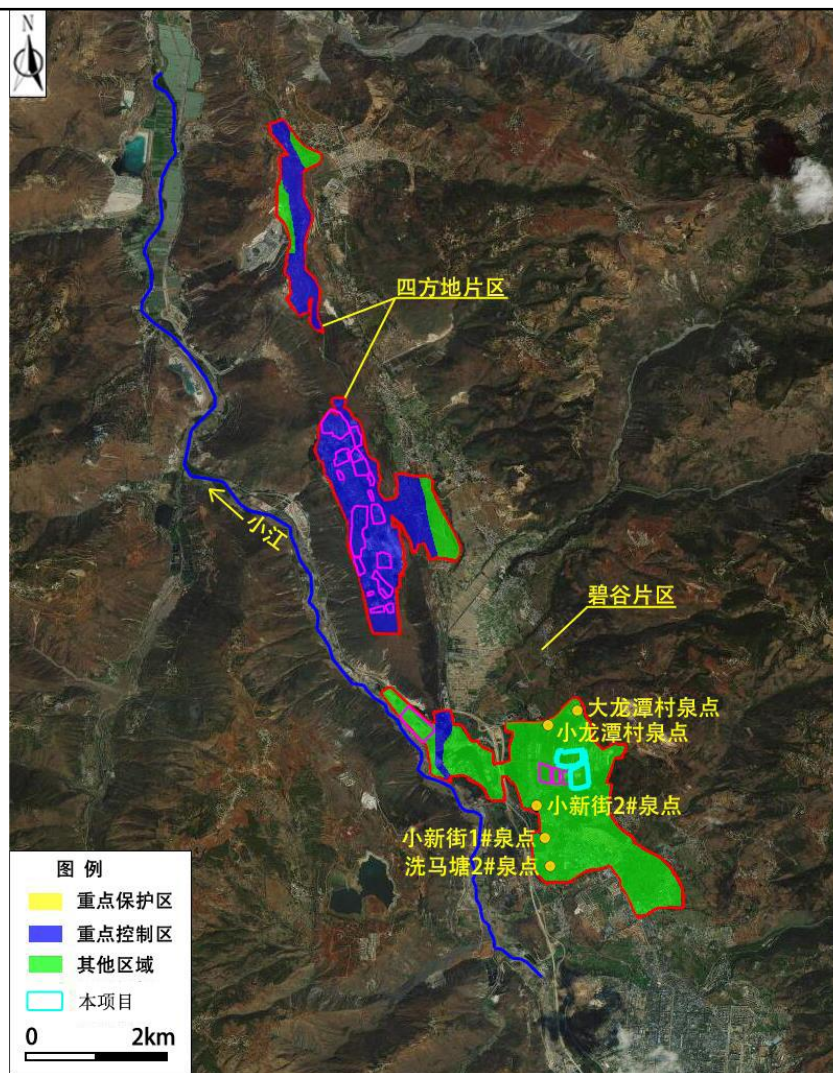 N
四方地片区
小江
碧谷片区
大龙潭村泉点
小龙潭村泉点
小新街2#泉点
小新街1#泉点
洗马塘2#泉点
图 例
重点保护区
重点控制区
其他区域
本项目
0 2km